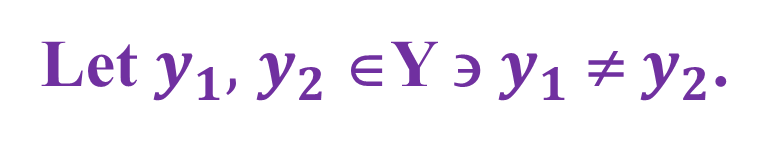 Let y₁, y₂ ∈Y ∋ y₁ ≠ y₂.